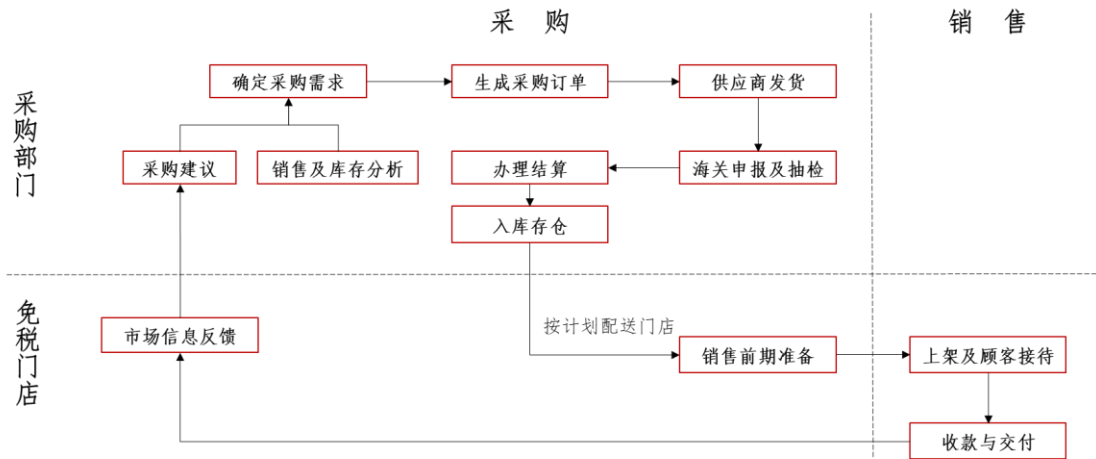 采 购
销 售
采购部门
确定采购需求
生成采购订单
供应商发货
采购建议
销售及库存分析
办理结算
海关申报及抽检
入库存仓
免税门店
市场信息反馈
按计划配送门店
销售前期准备
上架及顾客接待
收款与交付